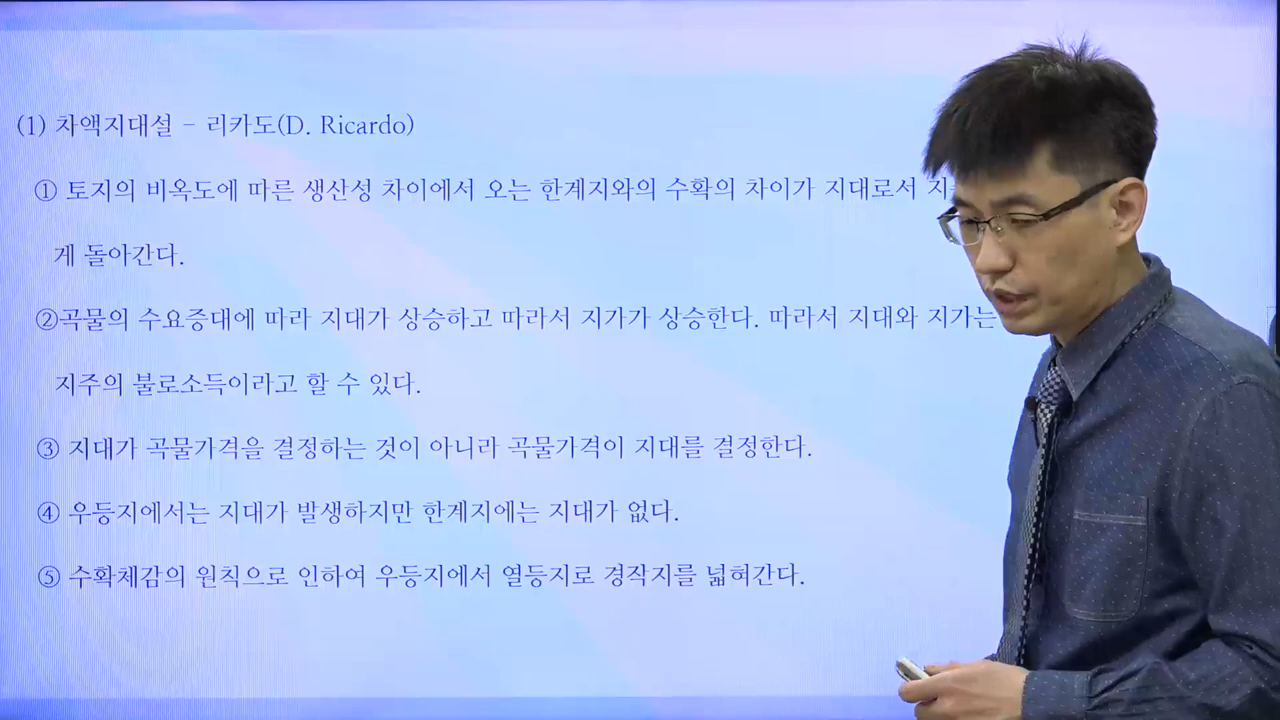 (1) 차액지대설 - 리카도(D. Ricardo)
① 토지의 비옥도에 따른 생산성 차이에서 오는 한계지와의 수확의 차이가 지대로서
게 돌아간다.
②곡물의 수요증대에 따라 지대가 상승하고 따라서 지가가 상승한다. 따라서 지대와 지가는
지주의 불로소득이라고 할 수 있다.
③ 지대가 곡물가격을 결정하는 것이 아니라 곡물가격이 지대를 결정한다.
④ 우등지에서는 지대가 발생하지만 한계지에는 지대가 없다.
⑤ 수확체감의 원칙으로 인하여 우등지에서 열등지로 경작지를 넓혀간다.